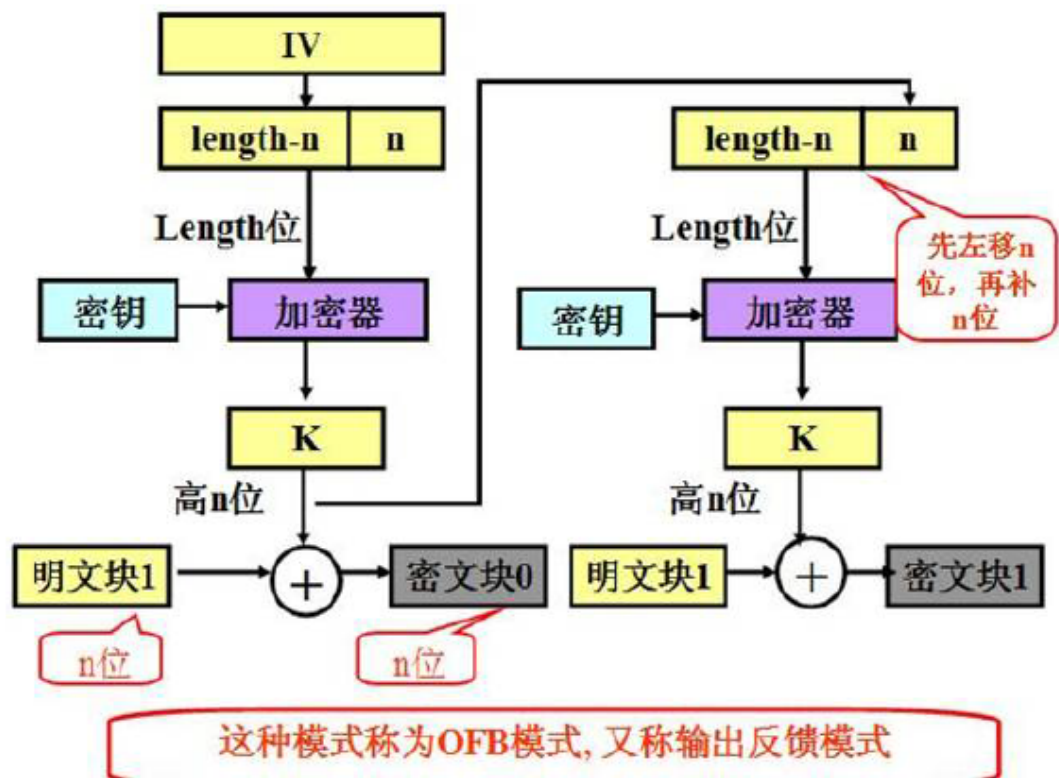 IV
length-n n
length-n n
Length位
Length位
先左移n
位，再补
n位
密钥
加密器
密钥
加密器
K
K
高n位
高n位
明文块1
+
密文块0
明文块1
+
密文块1
n位
n位
这种模式称为OFB模式, 又称输出反馈模式